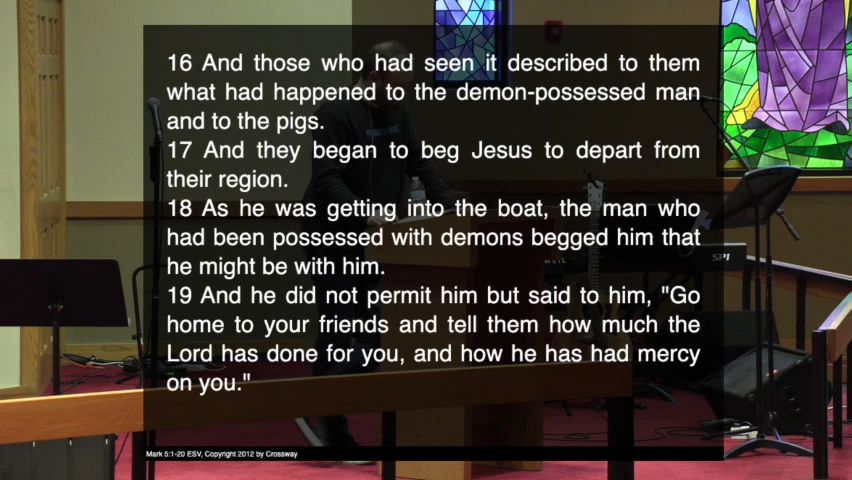 16 And those who had seen it described to them
what had happened to the demon-possessed man
and to the pigs.
17 And they began to beg Jesus to depart from
their region.
18 As he was getting into the boat, the man who
had been possessed with demons begged him that
he might be with him.
19 And he did not permit him but said to him, "Go
home to your friends and tell them how much the
Lord has done for you, and how he has had mercy
on you."
SPI
Mark 5:1-20 ESV, Copyright 2012 by Crossway